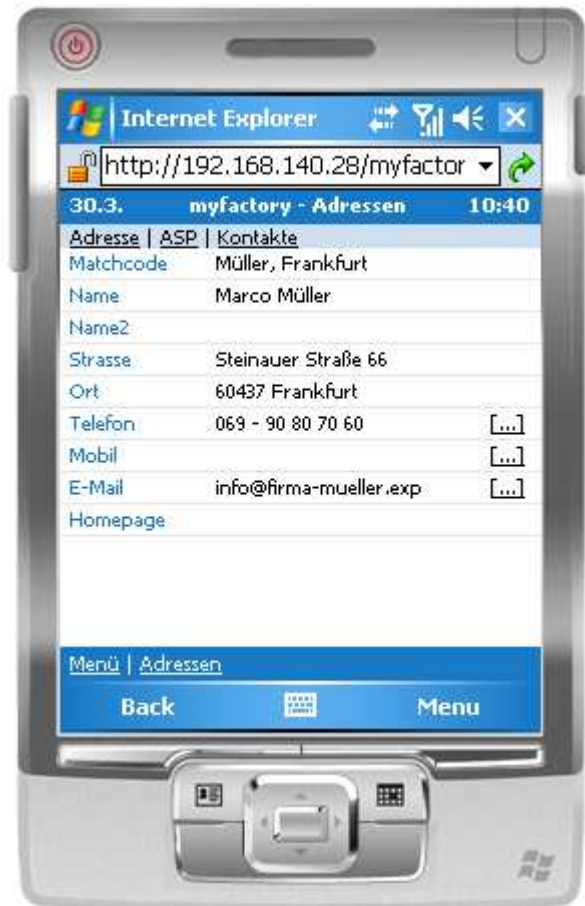 Internet Explorer
http://192.168.140.28/myfactor
30.3. myfactory - Adressen 10:40
Adresse | ASP | Kontakte
Matchcode Müller, Frankfurt
Name Marco Müller
Name2
Strasse Steinauer Straße 66
Ort 60437 Frankfurt
Telefon 069 - 90 80 70 60 [...]
Mobil [...]
E-Mail info@firma-mueller.exp [...]
Homepage
Menü | Adressen
Back Menu